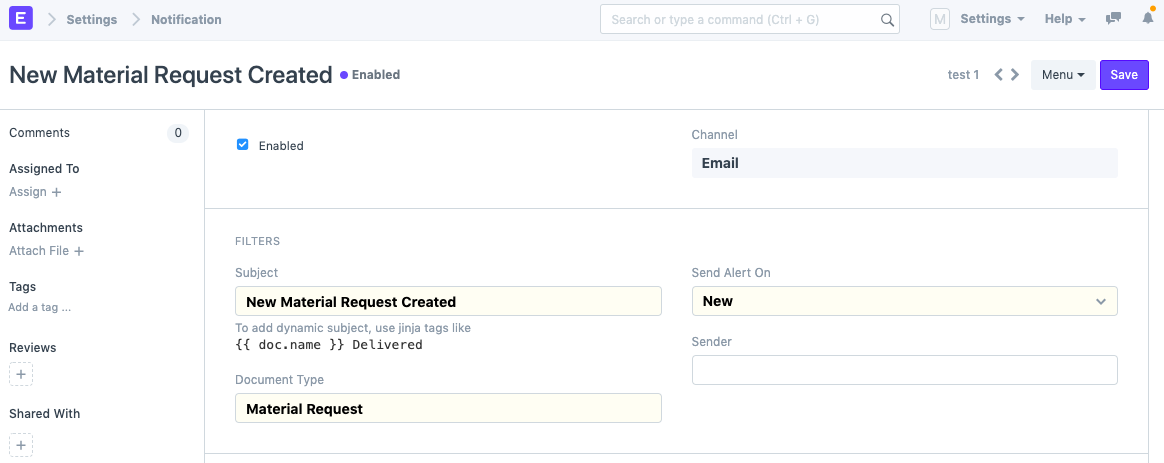 E Settings Notification Search or type a command (Ctrl + G) M Settings Help
New Material Request Created Enabled test 1 Menu Save
Comments 0
Enabled
Channel
Email
Assigned To
Assign +
Attachments
Attach File +
Tags
Add a tag ...
Reviews
+
Shared With
+
FILTERS
Subject
New Material Request Created
To add dynamic subject, use jinja tags like
{{ doc.name }} Delivered
Document Type
Material Request
Send Alert On
New
Sender